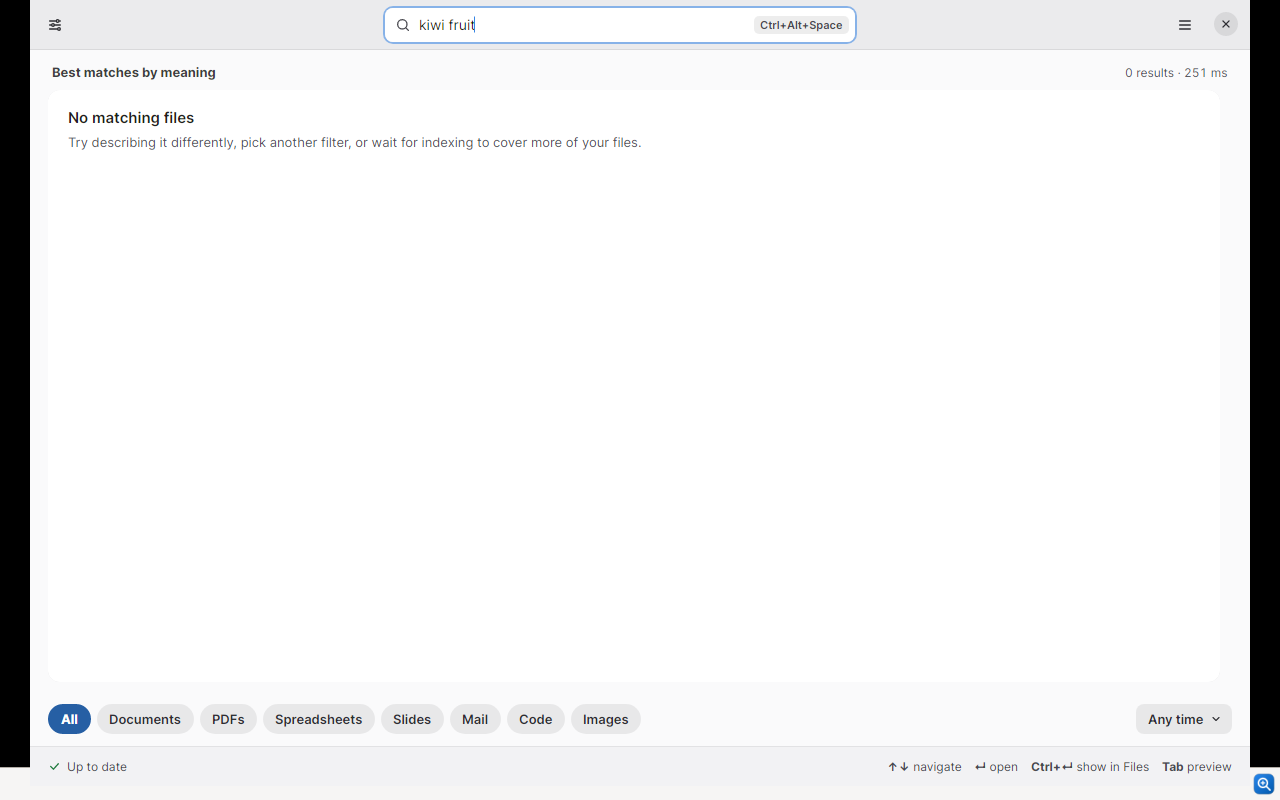 kiwi fruit
Ctrl+Alt+Space
Best matches by meaning
0 results · 251 ms
No matching files
Try describing it differently, pick another filter, or wait for indexing to cover more of your files.
All Documents PDFs Spreadsheets Slides Mail Code Images
Any time
Up to date
↑↓ navigate ↵ open Ctrl+↵ show in Files Tab preview